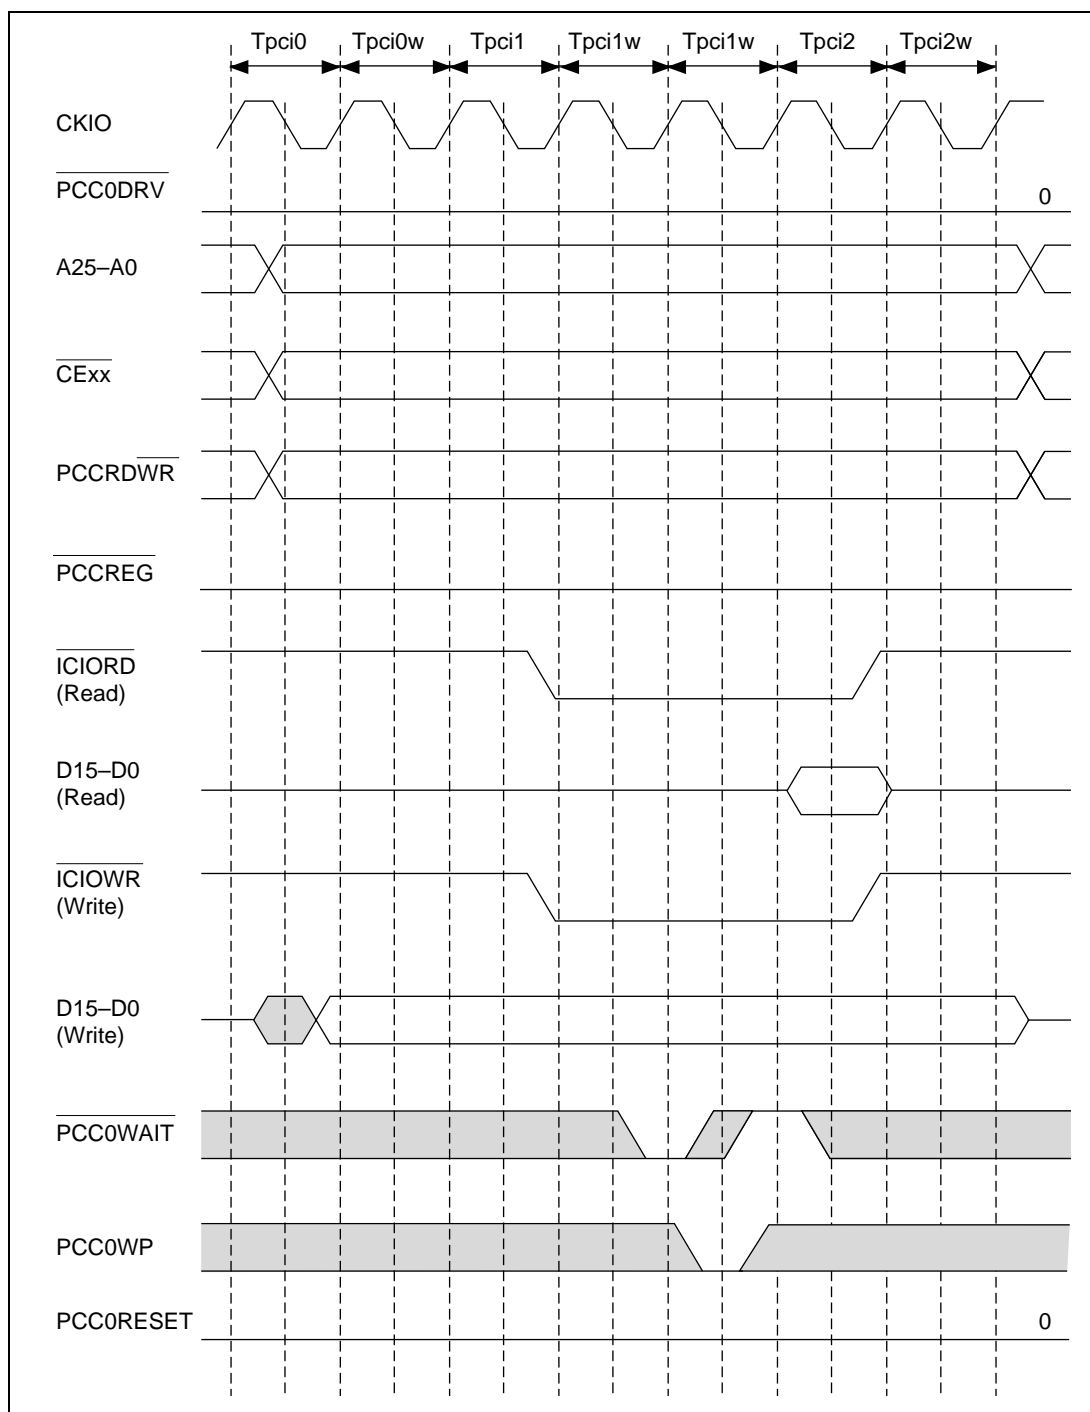 Tpci0 Tpci0w Tpci1 Tpci1w Tpci1w Tpci2 Tpci2w
CKIO
PCC0DRV
0
A25–A0
CExx
PCCRDWR
PCCREG
ICIORD
(Read)
D15–D0
(Read)
ICIOWR
(Write)
D15–D0
(Write)
PCC0WAIT
PCC0WP
PCC0RESET
0